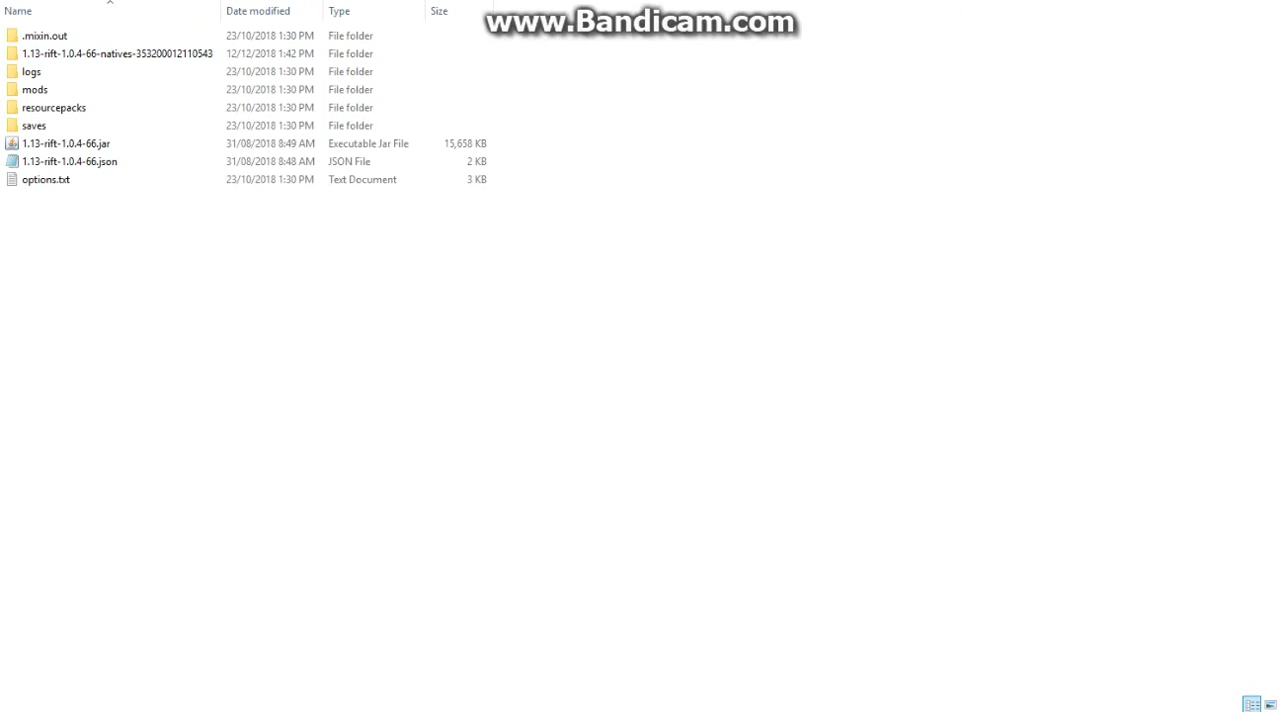 www.Bandicam.com
Name Date modified Type Size
.mixin.out 23/10/2018 1:30 PM File folder
1.13-rift-1.0.4-66-natives-353200012110543 12/12/2018 1:42 PM File folder
logs 23/10/2018 1:30 PM File folder
mods 23/10/2018 1:30 PM File folder
resourcepacks 23/10/2018 1:30 PM File folder
saves 23/10/2018 1:30 PM File folder
1.13-rift-1.0.4-66.jar 31/08/2018 8:49 AM Executable Jar File 15,658 KB
1.13-rift-1.0.4-66.json 31/08/2018 8:48 AM JSON File 2 KB
options.txt 23/10/2018 1:30 PM Text Document 3 KB